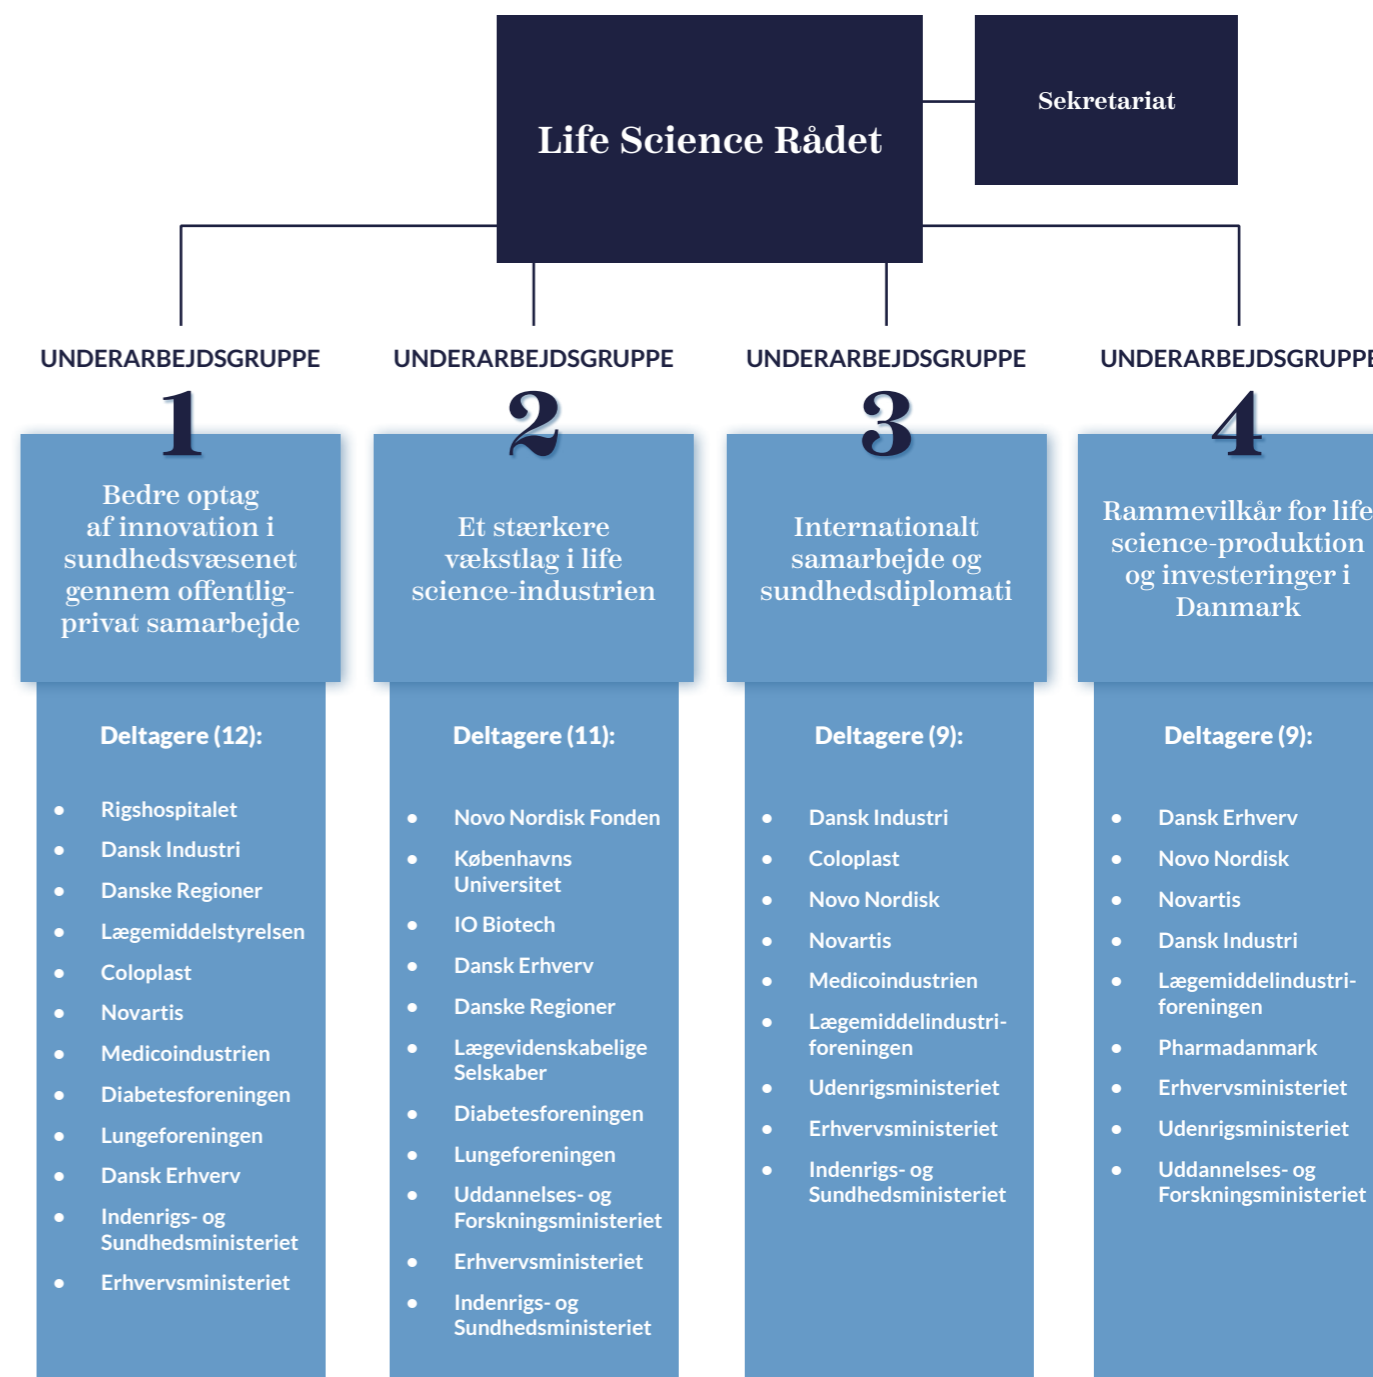 Life Science Rådet
Sekretariat
UNDERARBEJDSGRUPPE
1
Bedre optag
af innovation i
sundhedsvæsenet
gennem offentlig-
privat samarbejde
Deltagere (12):
• Rigshospitalet
• Dansk Industri
• Danske Regioner
• Lægemiddelstyrelsen
• Coloplast
• Novartis
• Medicoindustrien
• Diabetesforeningen
• Lungeforeningen
• Dansk Erhverv
• Indenrigs- og
Sundhedsministeriet
• Erhvervsministeriet
UNDERARBEJDSGRUPPE
2
Et stærkere
vækstlag i life
science-industrien
Deltagere (11):
• Novo Nordisk Fonden
• Københavns
Universitet
• IO Biotech
• Dansk Erhverv
• Danske Regioner
• Lægevidenskabelige
Selskaber
• Diabetesforeningen
• Lungeforeningen
• Uddannelses- og
Forskningsministeriet
• Erhvervsministeriet
• Indenrigs- og
Sundhedsministeriet
UNDERARBEJDSGRUPPE
3
Internationalt
samarbejde og
sundhedsdiplomati
Deltagere (9):
• Dansk Industri
• Coloplast
• Novo Nordisk
• Novartis
• Medicoindustrien
• Lægemiddelindustri-
foreningen
• Udenrigsministeriet
• Erhvervsministeriet
• Indenrigs- og
Sundhedsministeriet
UNDERARBEJDSGRUPPE
4
Rammevilkår for life
science-produktion
og investeringer i
Danmark
Deltagere (9):
• Dansk Erhverv
• Novo Nordisk
• Novartis
• Dansk Industri
• Lægemiddelindustri-
foreningen
• Pharmadanmark
• Erhvervsministeriet
• Udenrigsministeriet
• Uddannelses- og
Forskningsministeriet